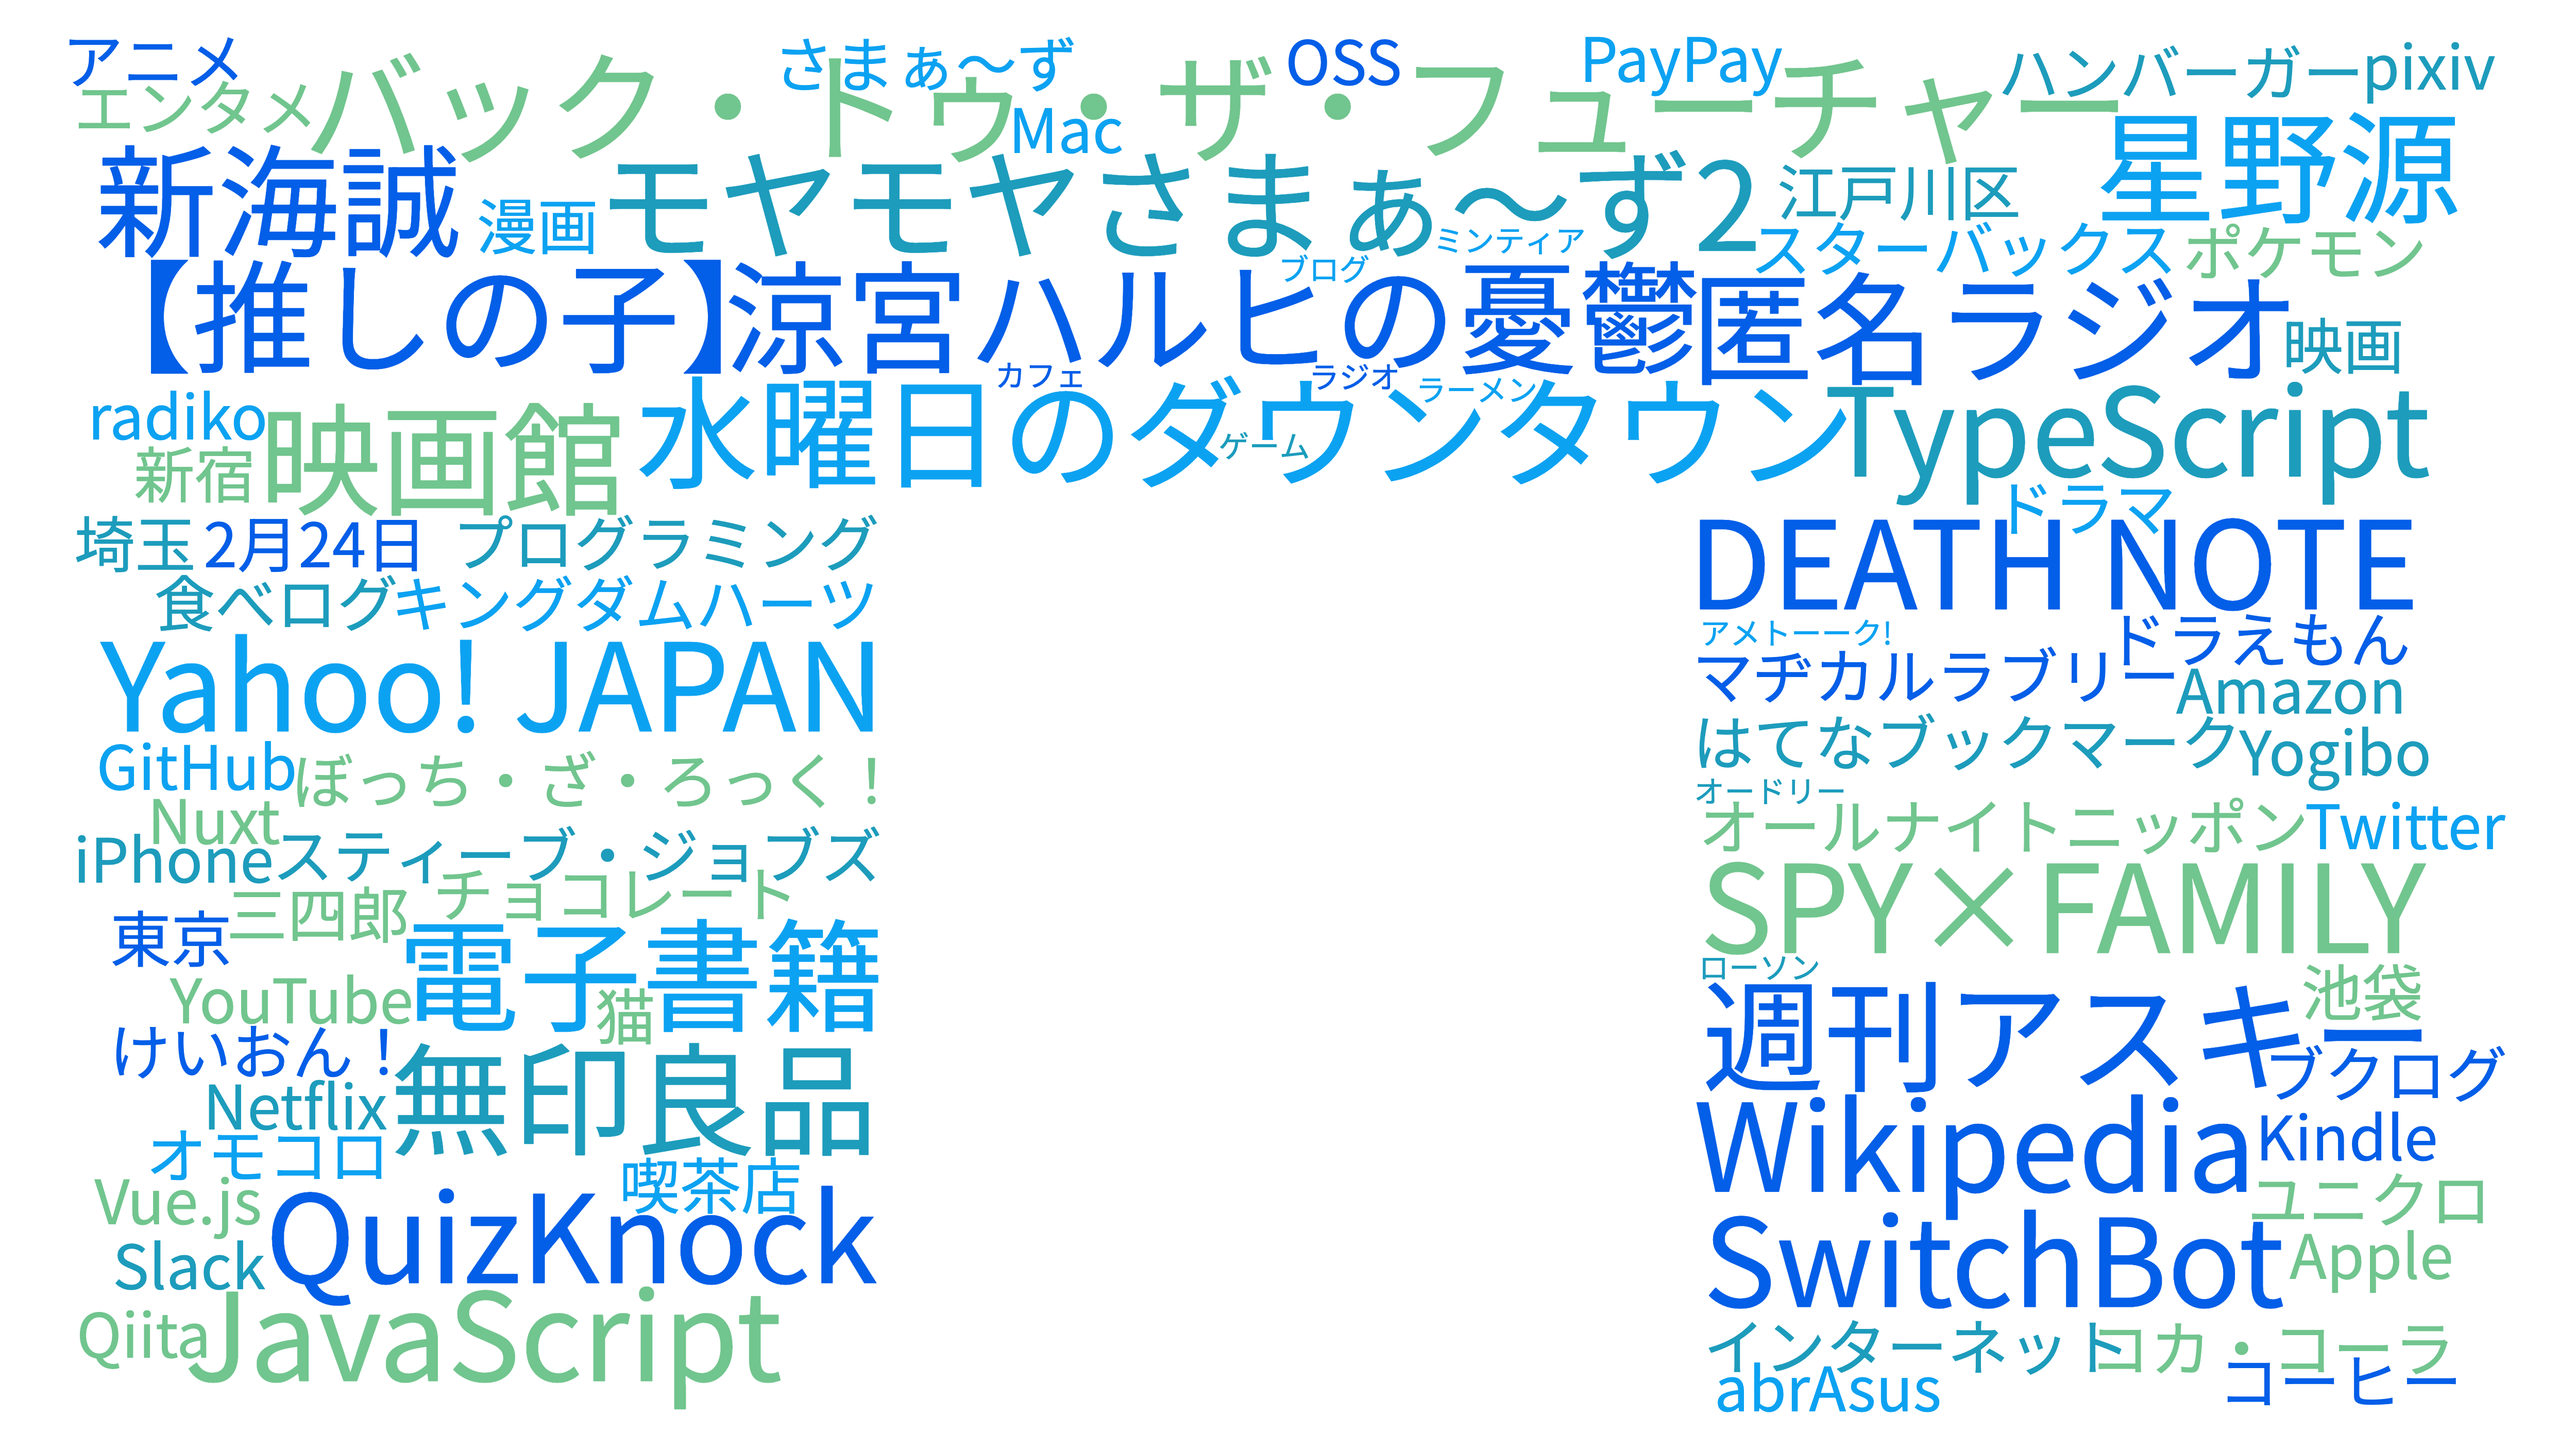 アニメ
さまぁ～ず
OSS
PayPay
ハンバーガー
pixiv
エンタメ
バック・トゥ・ザ・フューチャー
Mac
星野源
新海誠
漫画
モヤモヤさまぁ～ず2
江戸川区
ミンティア
スターバックス
ポケモン
ブログ
【推しの子】
涼宮ハルヒの憂鬱
匿名ラジオ
映画
カフェ
ラジオ
ラーメン
radiko
映画館
水曜日のダウンタウン
TypeScript
ゲーム
新宿
ドラマ
埼玉
2月24日
プログラミング
DEATH NOTE
食べログ
キングダムハーツ
アメトーーク!
ドラえもん
Yahoo! JAPAN
マヂカルラブリー
Amazon
はてなブックマーク
Yogibo
GitHub
ぼっち・ざ・ろっく！
オードリー
Nuxt
オールナイトニッポン
Twitter
iPhone
スティーブ・ジョブズ
チョコレート
SPY×FAMILY
三四郎
東京
電子書籍
ローソン
池袋
YouTube
猫
週刊アスキー
けいおん！
ブクログ
Netflix
無印良品
Wikipedia
Kindle
オモコロ
喫茶店
Vue.js
ユニクロ
QuizKnock
Slack
SwitchBot
Apple
Qiita
JavaScript
インターネット
コカ・コーラ
abrAsus
コーヒー